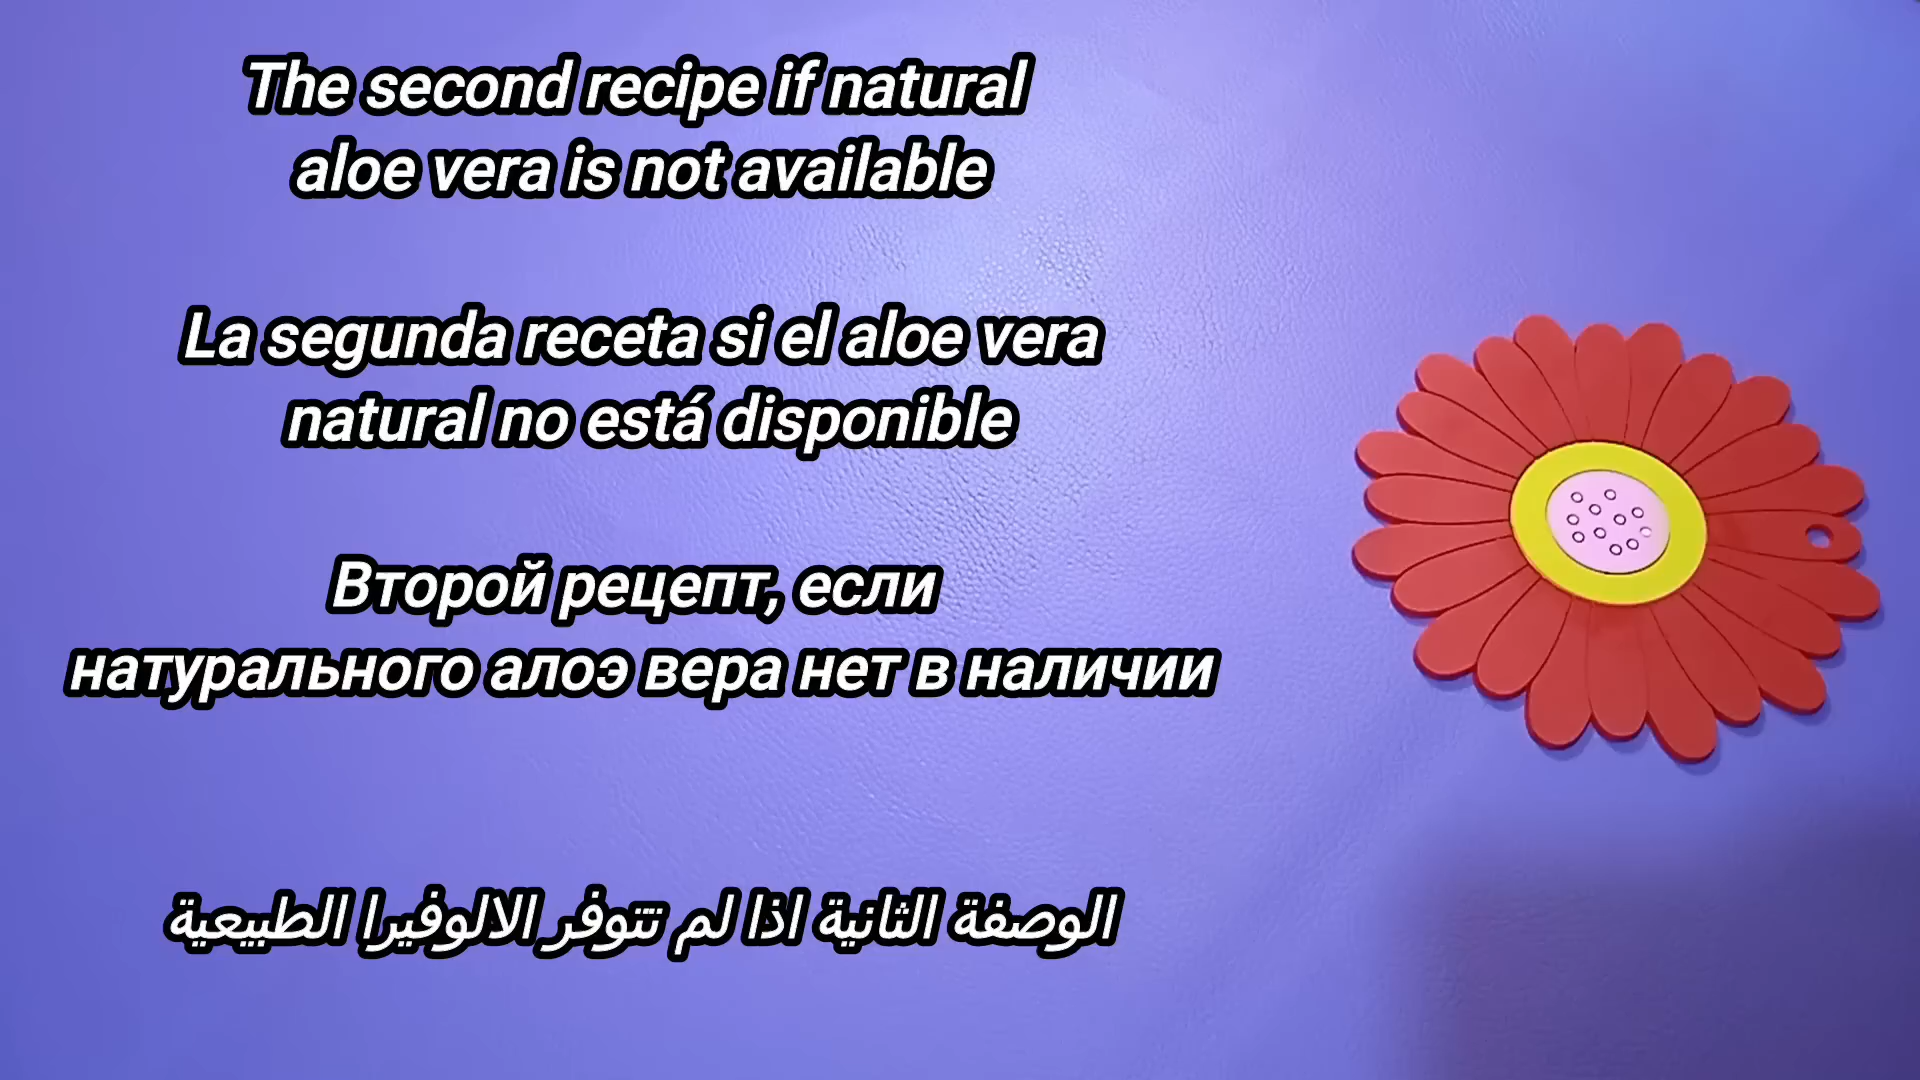 The second recipe if natural
aloe vera is not available
La segunda receta si el aloe vera
natural no está disponible
Второй рецепт, если
натурального алоэ вера нет в наличии
الوصفة الثانية اذا لم تتوفر الالوفيرا الطبيعية